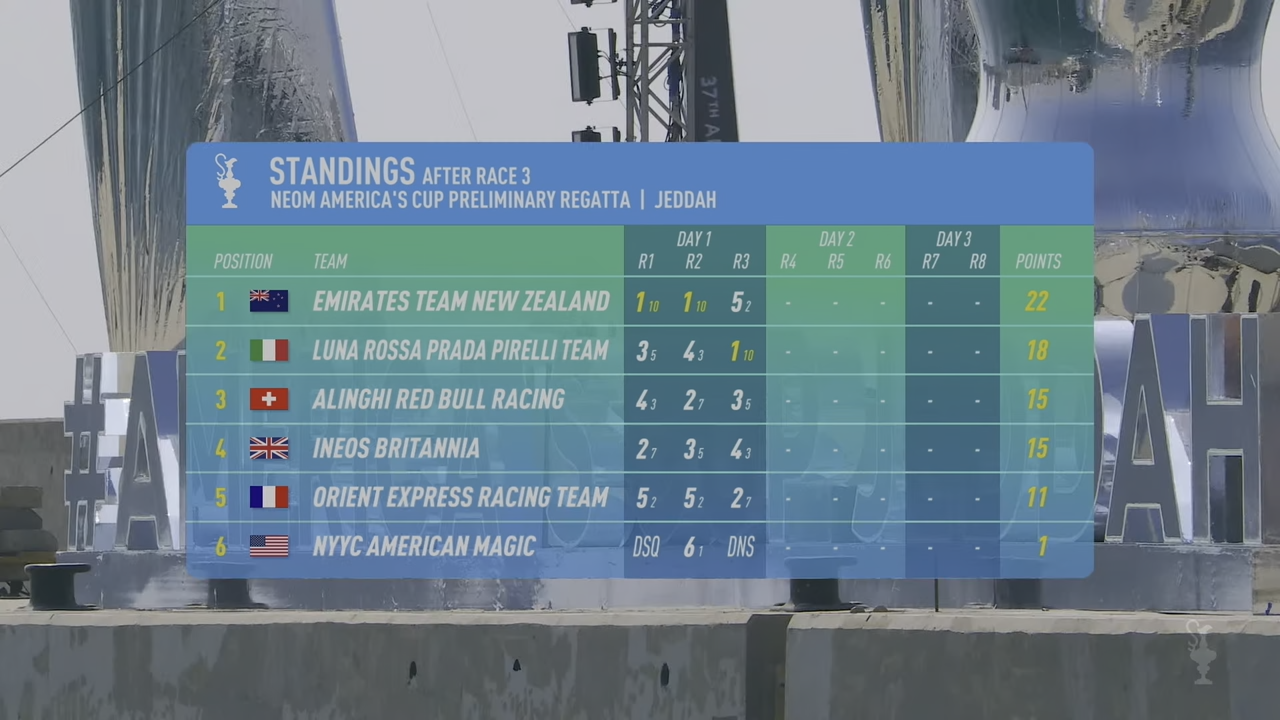 37TH A
STANDINGS AFTER RACE 3
NEOM AMERICA'S CUP PRELIMINARY REGATTA | JEDDAH
DAY 1 DAY 2 DAY 3
POSITION TEAM R1 R2 R3 R4 R5 R6 R7 R8 POINTS
1 EMIRATES TEAM NEW ZEALAND 1 10 1 10 5 2 - - - - - 22
2 LUNA ROSSA PRADA PIRELLI TEAM 3 5 4 3 1 10 - - - - - 18
3 ALINGHI RED BULL RACING 4 3 2 7 3 5 - - - - - 15
4 INEOS BRITANNIA 2 7 3 5 4 3 - - - - - 15
5 ORIENT EXPRESS RACING TEAM 5 2 5 2 2 7 - - - - - 11
6 NYYC AMERICAN MAGIC DSQ 6 1 DNS - - - - - 1
#AMERICA'S CUP JEDDAH